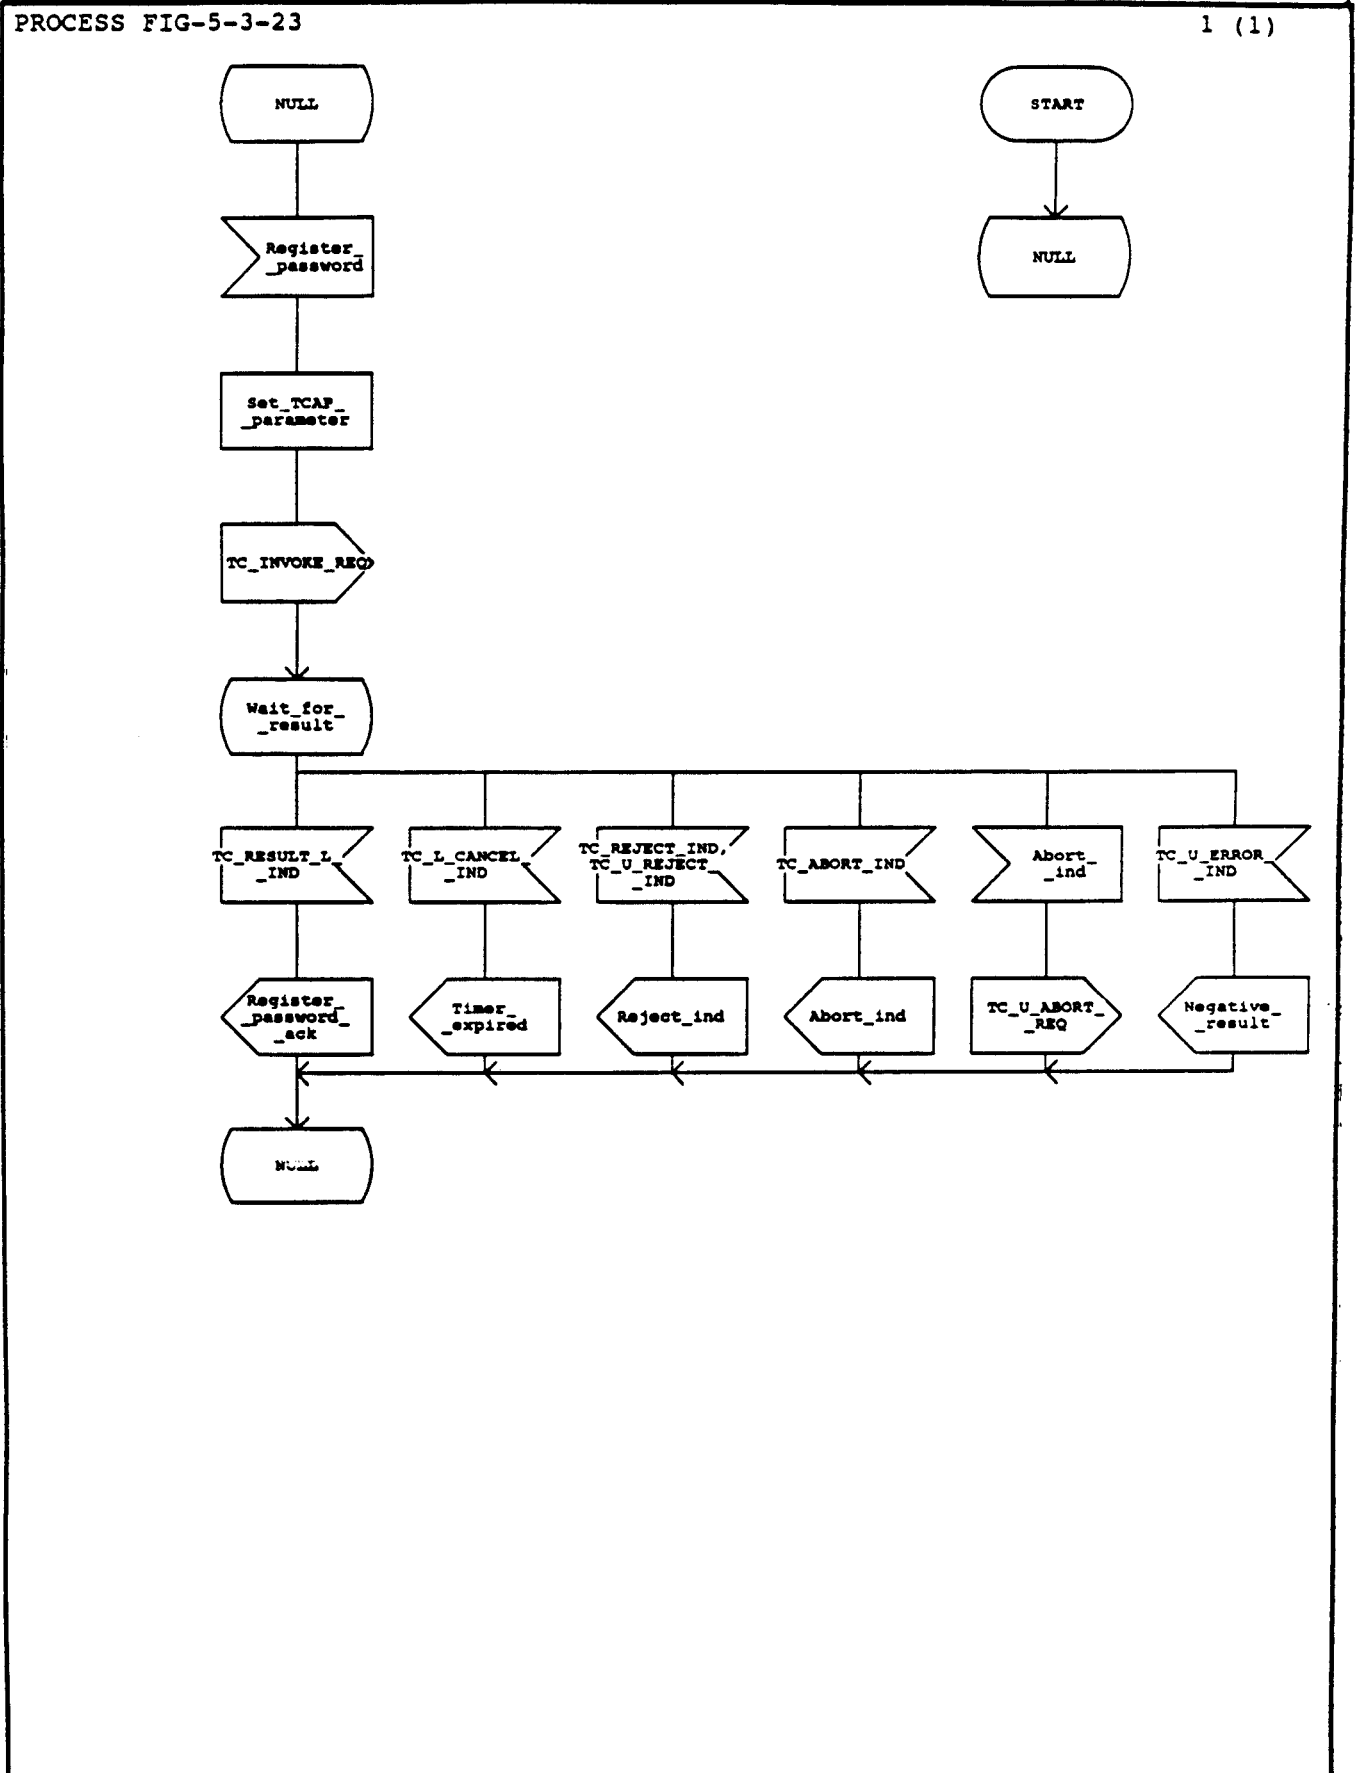 PROCESS FIG-5-3-23
1 (1)
NULL
START
Register_
_password
NULL
Set_TCAP_
_parameter
TC_INVOKE_REQ
Wait_for_
_result
TC_RESULT_L_
_IND
TC_L_CANCEL_
_IND
TC_REJECT_IND,
TC_U_REJECT_
_IND
TC_ABORT_IND
Abort_
_ind
TC_U_ERROR_
_IND
Register_
_password_
_ack
Timer_
_expired
Reject_ind
Abort_ind
TC_U_ABORT_
_REQ
Negative_
_result
NULL